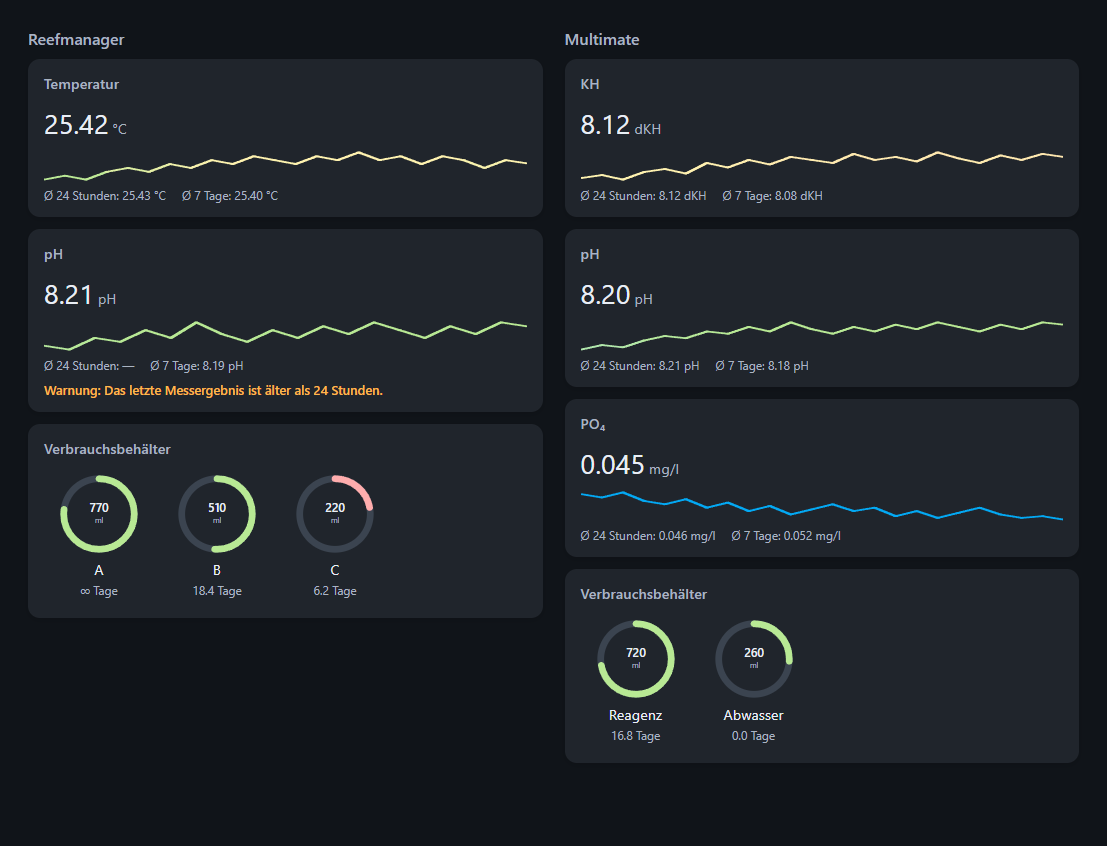 Reefmanager
Temperatur
25.42 °C
Ø 24 Stunden: 25.43 °C Ø 7 Tage: 25.40 °C
pH
8.21 pH
Ø 24 Stunden: — Ø 7 Tage: 8.19 pH
Warnung: Das letzte Messergebnis ist älter als 24 Stunden.
Verbrauchsbehälter
770 510 220
ml ml ml
A B C
∞ Tage 18.4 Tage 6.2 Tage
Multimate
KH
8.12 dKH
Ø 24 Stunden: 8.12 dKH Ø 7 Tage: 8.08 dKH
pH
8.20 pH
Ø 24 Stunden: 8.21 pH Ø 7 Tage: 8.18 pH
PO₄
0.045 mg/l
Ø 24 Stunden: 0.046 mg/l Ø 7 Tage: 0.052 mg/l
Verbrauchsbehälter
720 260
ml ml
Reagenz Abwasser
16.8 Tage 0.0 Tage